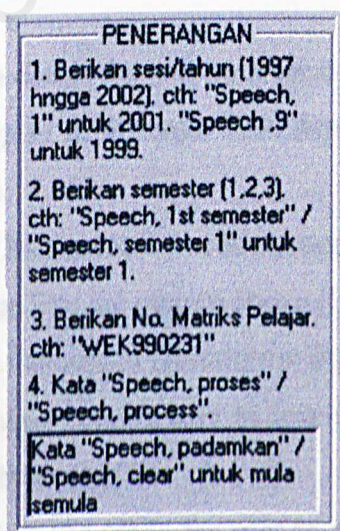 PENERANGAN
1. Berikan sesi/tahun (1997
hngga 2002). cth: "Speech,
1" untuk 2001. "Speech ,9"
untuk 1999.
2. Berikan semester (1,2,3).
cth: "Speech, 1st semester" /
"Speech, semester 1" untuk
semester 1.
3. Berikan No. Matriks Pelajar.
cth: "WEK990231"
4. Kata "Speech, proses" /
"Speech, process".
Kata "Speech, padamkan" /
"Speech, clear" untuk mula
semula